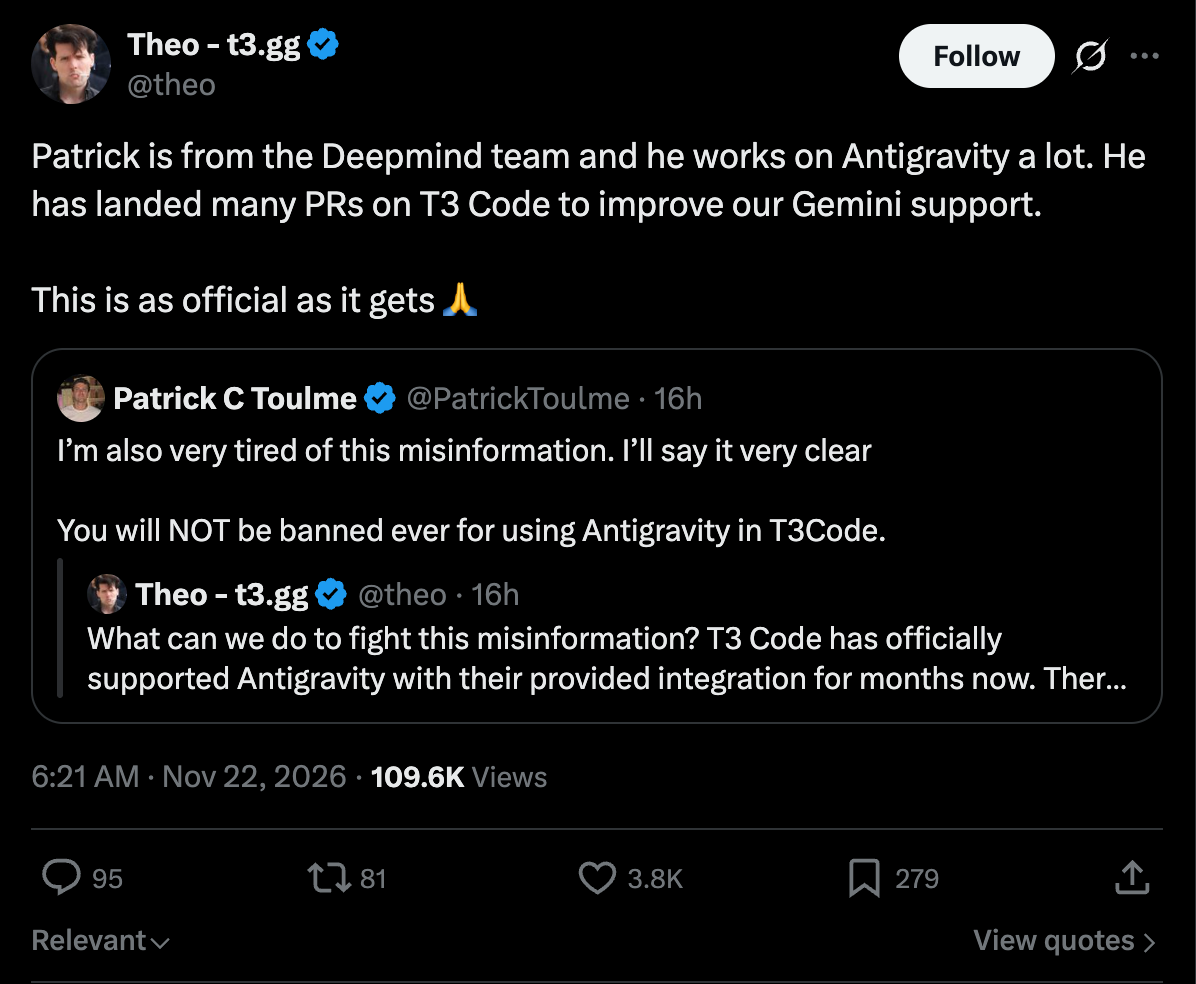 Theo - t3.gg
@theo
Follow
Patrick is from the Deepmind team and he works on Antigravity a lot. He
has landed many PRs on T3 Code to improve our Gemini support.
This is as official as it gets 🙏
Patrick C Toulme @PatrickToulme · 16h
I’m also very tired of this misinformation. I’ll say it very clear
You will NOT be banned ever for using Antigravity in T3Code.
Theo - t3.gg @theo · 16h
What can we do to fight this misinformation? T3 Code has officially
supported Antigravity with their provided integration for months now. Ther...
6:21 AM · Nov 22, 2026 · 109.6K Views
95 81 3.8K 279
Relevant View quotes